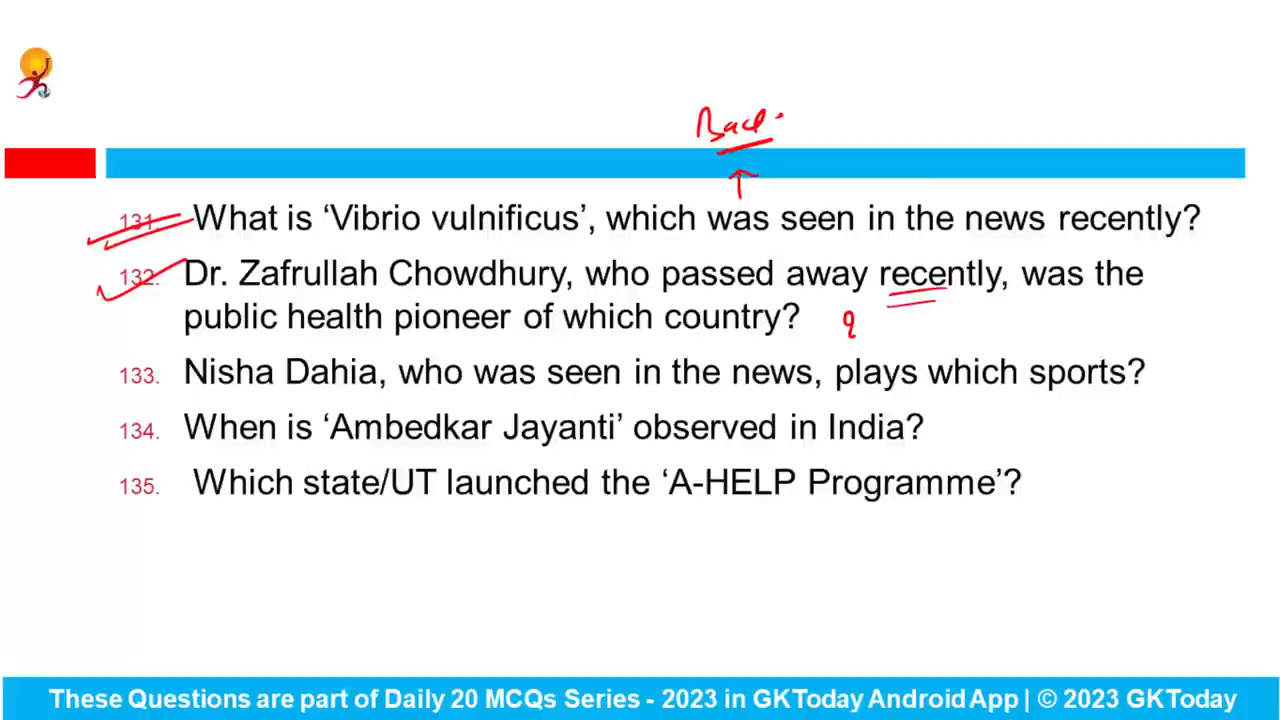 Bact.
131. What is ‘Vibrio vulnificus’, which was seen in the news recently?
132. Dr. Zafrullah Chowdhury, who passed away recently, was the
public health pioneer of which country?
133. Nisha Dahia, who was seen in the news, plays which sports?
134. When is ‘Ambedkar Jayanti’ observed in India?
135. Which state/UT launched the ‘A-HELP Programme’?
These Questions are part of Daily 20 MCQs Series - 2023 in GKToday Android App | © 2023 GKToday